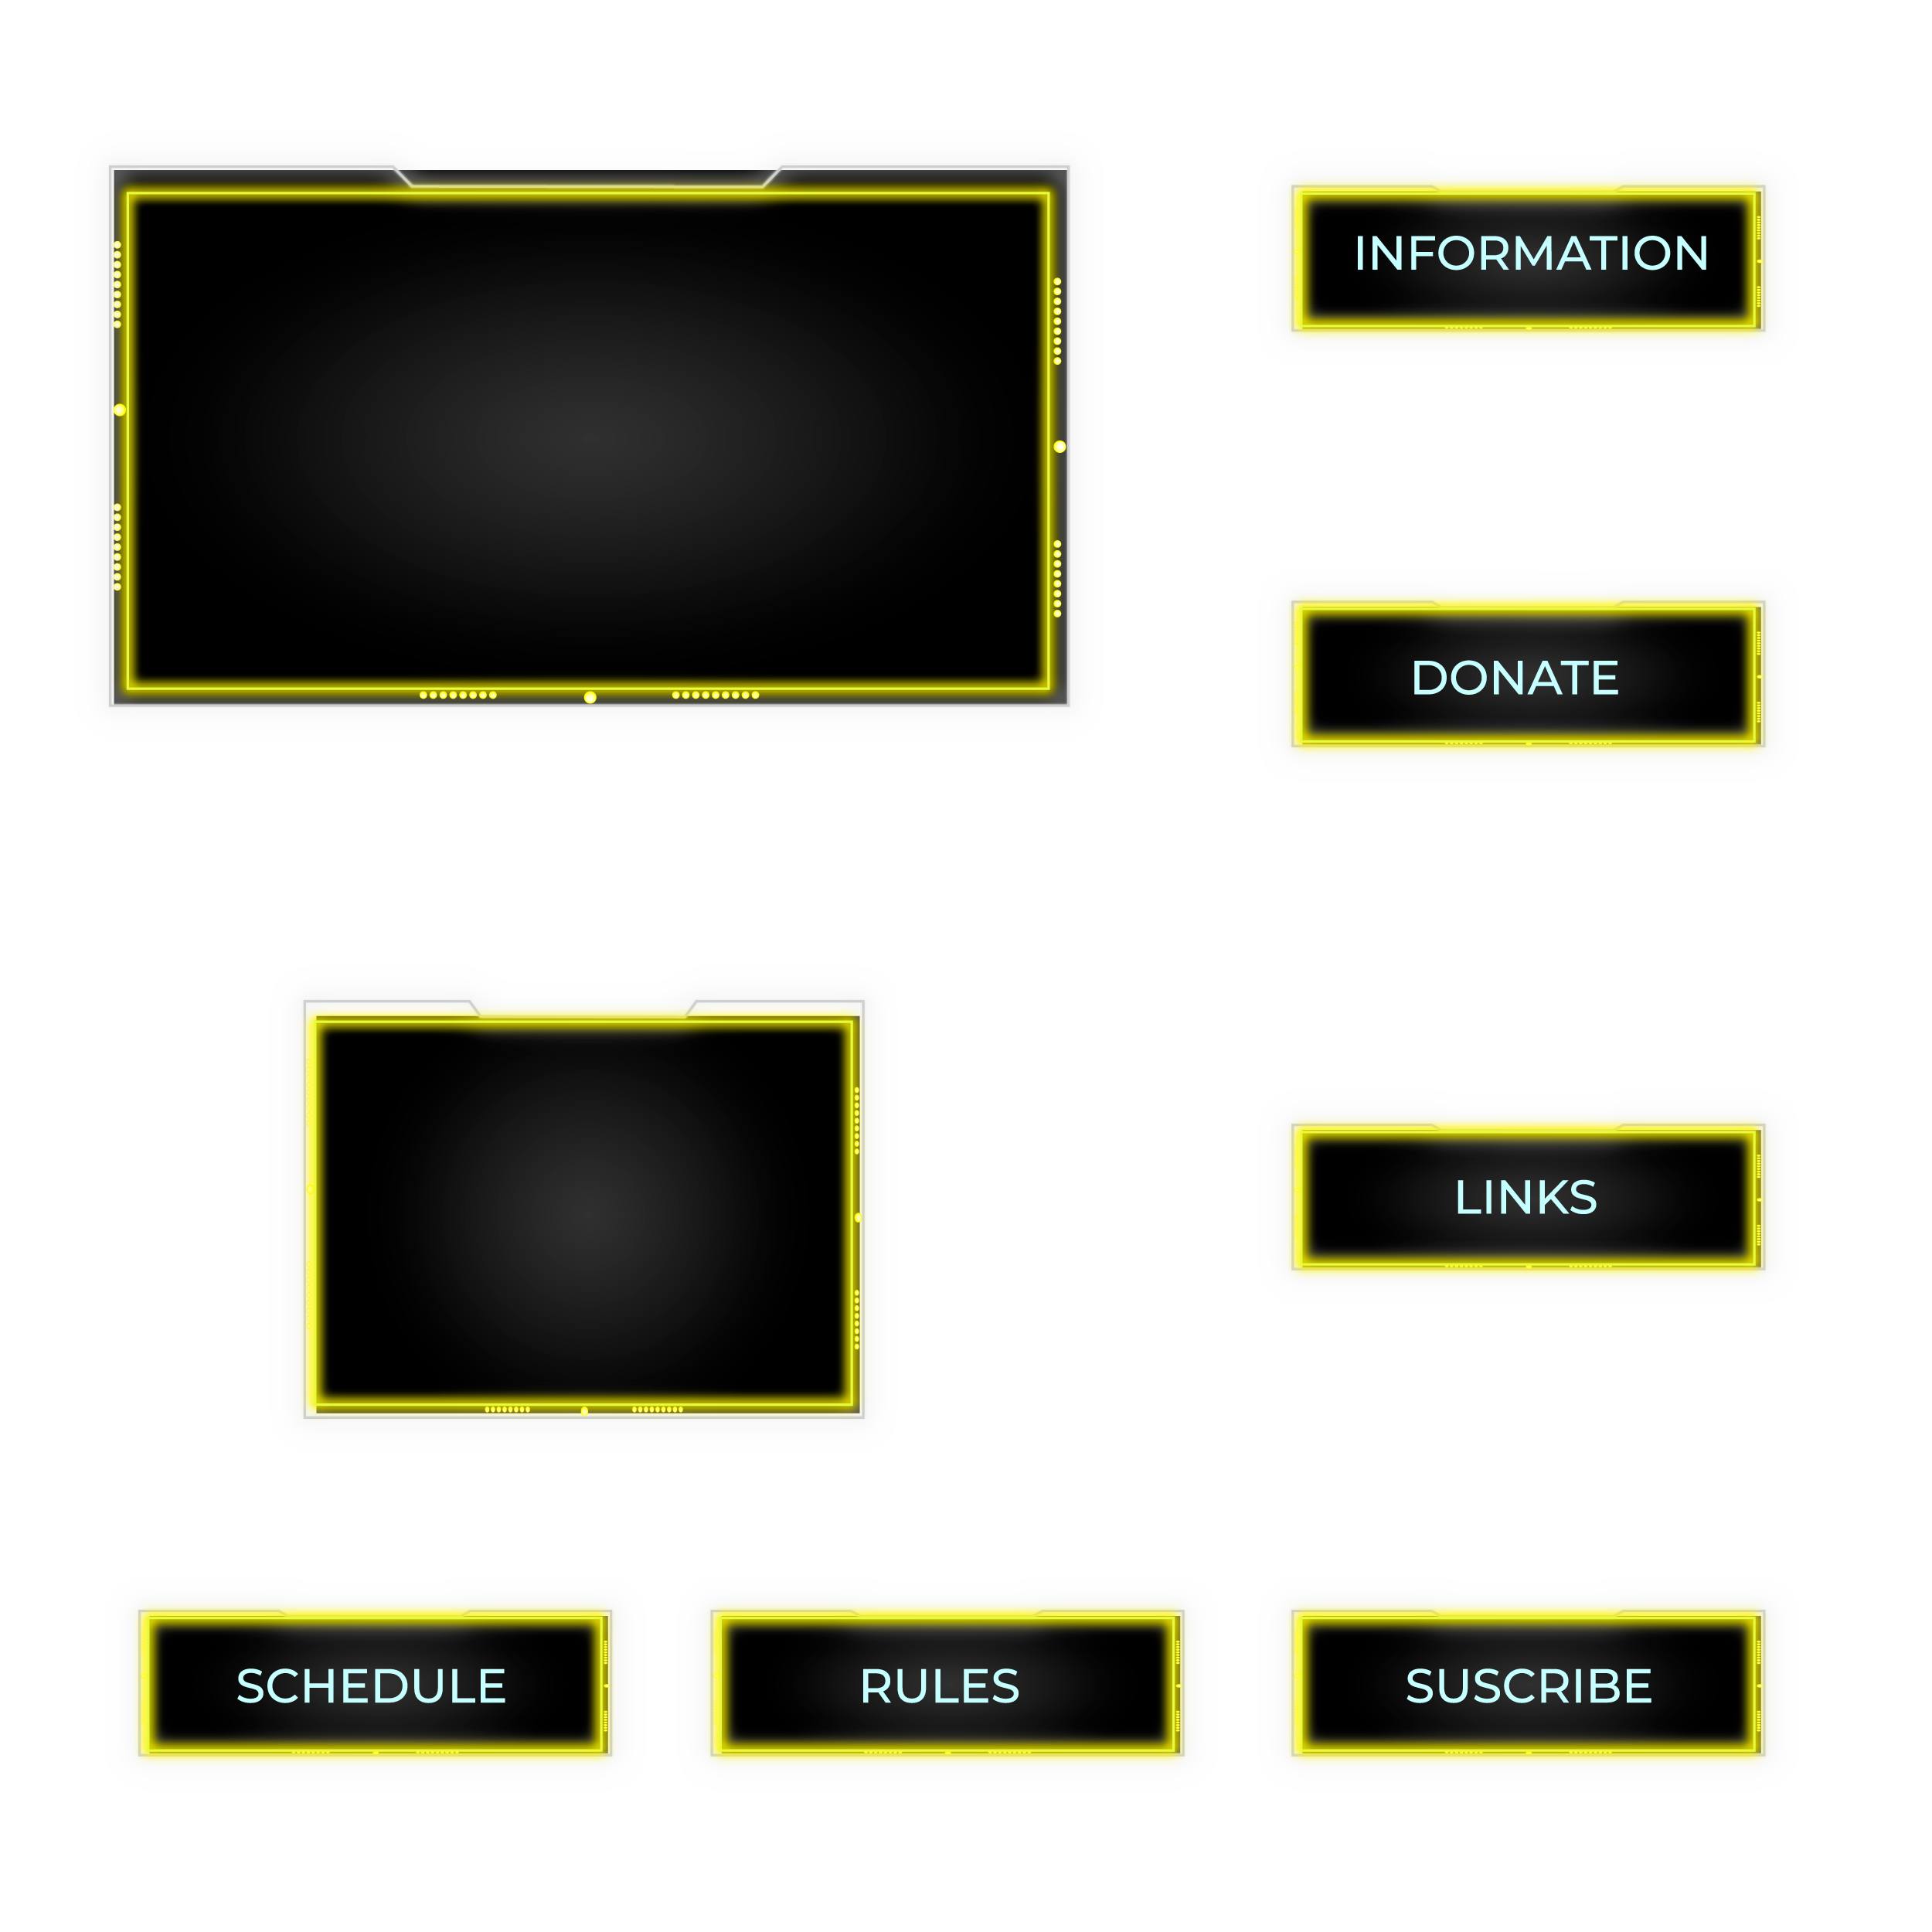 INFORMATION
DONATE
LINKS
SCHEDULE
RULES
SUSCRIBE